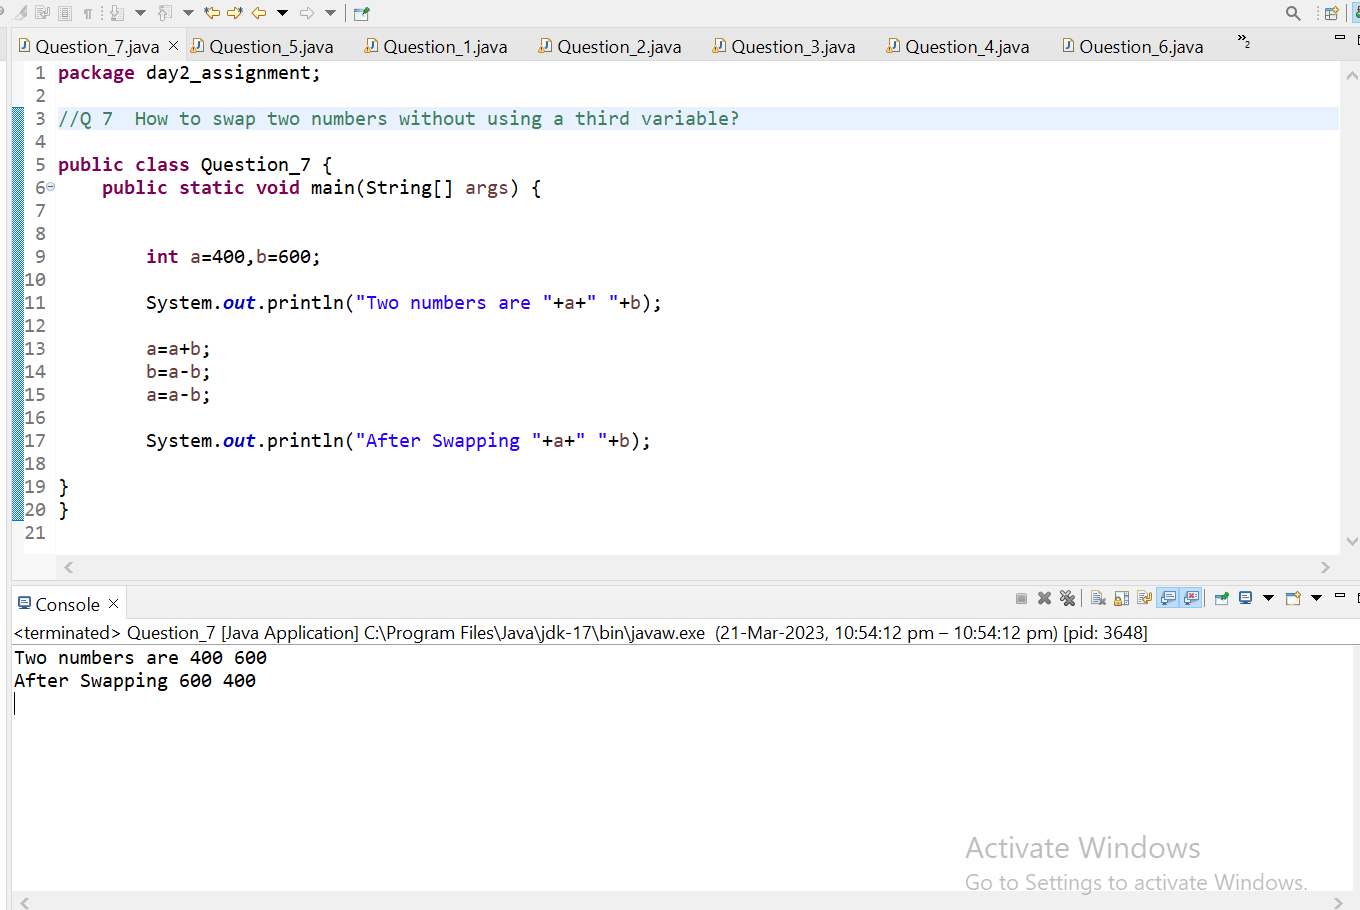 Question_7.java Question_5.java Question_1.java Question_2.java Question_3.java Question_4.java Question_6.java »2
1 package day2_assignment;
2
3 //Q 7  How to swap two numbers without using a third variable?
4
5 public class Question_7 {
6     public static void main(String[] args) {
7
8
9         int a=400,b=600;
10
11         System.out.println("Two numbers are "+a+" "+b);
12
13         a=a+b;
14         b=a-b;
15         a=a-b;
16
17         System.out.println("After Swapping "+a+" "+b);
18
19 }
20 }
21
Console
<terminated> Question_7 [Java Application] C:\Program Files\Java\jdk-17\bin\javaw.exe  (21-Mar-2023, 10:54:12 pm – 10:54:12 pm) [pid: 3648]
Two numbers are 400 600
After Swapping 600 400
Activate Windows
Go to Settings to activate Windows.